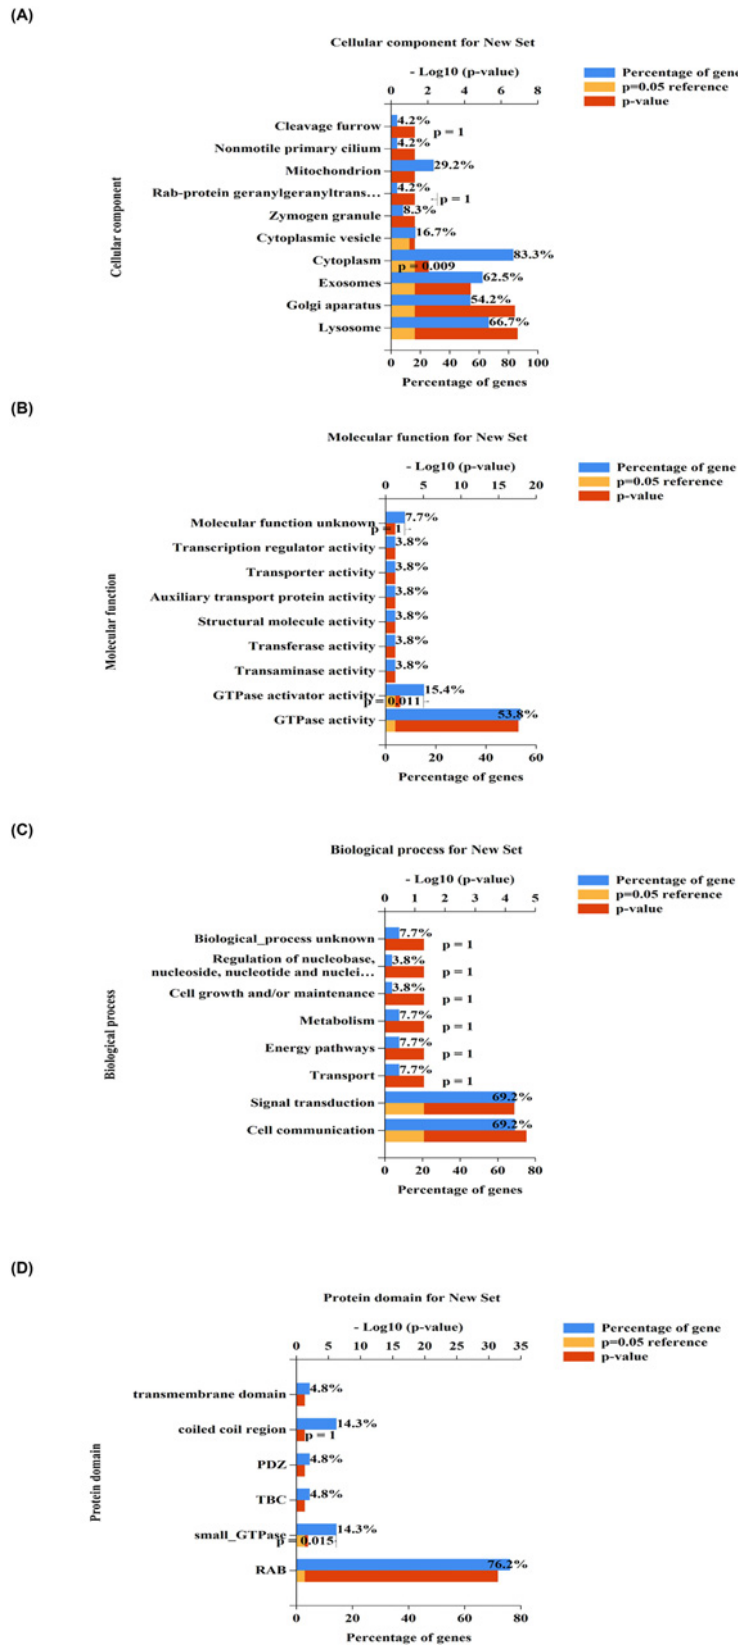 (A)
Cellular component for New Set
- Log10 (p-value)
0 2 4 6 8
Percentage of gene
p=0.05 reference
p-value
Cellular component
Cleavage furrow 4.2%
p = 1
Nonmotile primary cilium 4.2%
Mitochondrion 29.2%
Rab-protein geranylgeranyltrans... 4.2%
p = 1
Zymogen granule 8.3%
Cytoplasmic vesicle 16.7%
Cytoplasm 83.3%
p = 0.009
Exosomes 62.5%
Golgi aparatus 54.2%
Lysosome 66.7%
0 20 40 60 80 100
Percentage of genes
(B)
Molecular function for New Set
- Log10 (p-value)
0 5 10 15 20
Percentage of gene
p=0.05 reference
p-value
Molecular function
Molecular function unknown 7.7%
p = 1
Transcription regulator activity 3.8%
Transporter activity 3.8%
Auxiliary transport protein activity 3.8%
Structural molecule activity 3.8%
Transferase activity 3.8%
Transaminase activity 3.8%
GTPase activator activity 15.4%
p = 0.011
GTPase activity 53.8%
0 20 40 60
Percentage of genes
(C)
Biological process for New Set
- Log10 (p-value)
0 1 2 3 4 5
Percentage of gene
p=0.05 reference
p-value
Biological process
Biological_process unknown 7.7%
p = 1
Regulation of nucleobase,
nucleoside, nucleotide and nuclei... 3.8%
p = 1
Cell growth and/or maintenance 3.8%
p = 1
Metabolism 7.7%
p = 1
Energy pathways 7.7%
p = 1
Transport 7.7%
p = 1
Signal transduction 69.2%
Cell communication 69.2%
0 20 40 60 80
Percentage of genes
(D)
Protein domain for New Set
- Log10 (p-value)
0 5 10 15 20 25 30 35
Percentage of gene
p=0.05 reference
p-value
Protein domain
transmembrane domain 4.8%
coiled coil region 14.3%
p = 1
PDZ 4.8%
TBC 4.8%
small_GTPase 14.3%
p = 0.015
RAB 76.2%
0 20 40 60 80
Percentage of genes